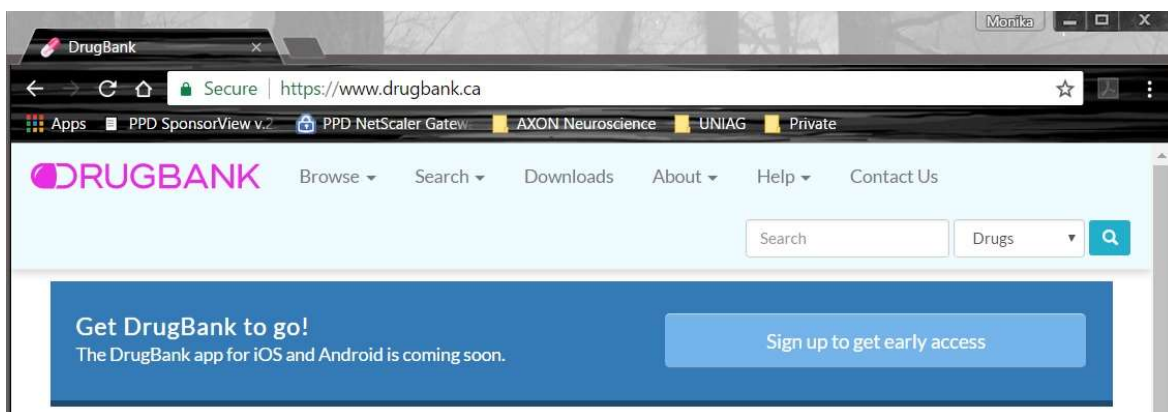 Monika
DrugBank
Secure | https://www.drugbank.ca
Apps PPD SponsorView v.2 PPD NetScaler Gatew AXON Neuroscience UNIAG Private
DRUGBANK Browse Search Downloads About Help Contact Us
Search Drugs
Get DrugBank to go!
The DrugBank app for iOS and Android is coming soon.
Sign up to get early access